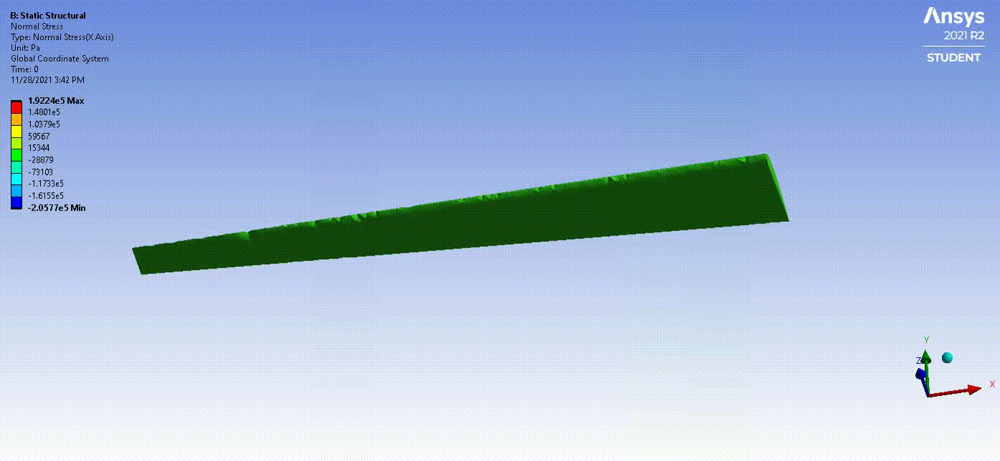 B: Static Structural
Normal Stress
Type: Normal Stress(X Axis)
Unit: Pa
Global Coordinate System
Time: 0
11/28/2021 3:42 PM
1.9224e5 Max
1.4801e5
1.0379e5
59567
15344
-28879
-73103
-1.1733e5
-1.6155e5
-2.0577e5 Min
Ansys
2021 R2
STUDENT
Y
Z
X